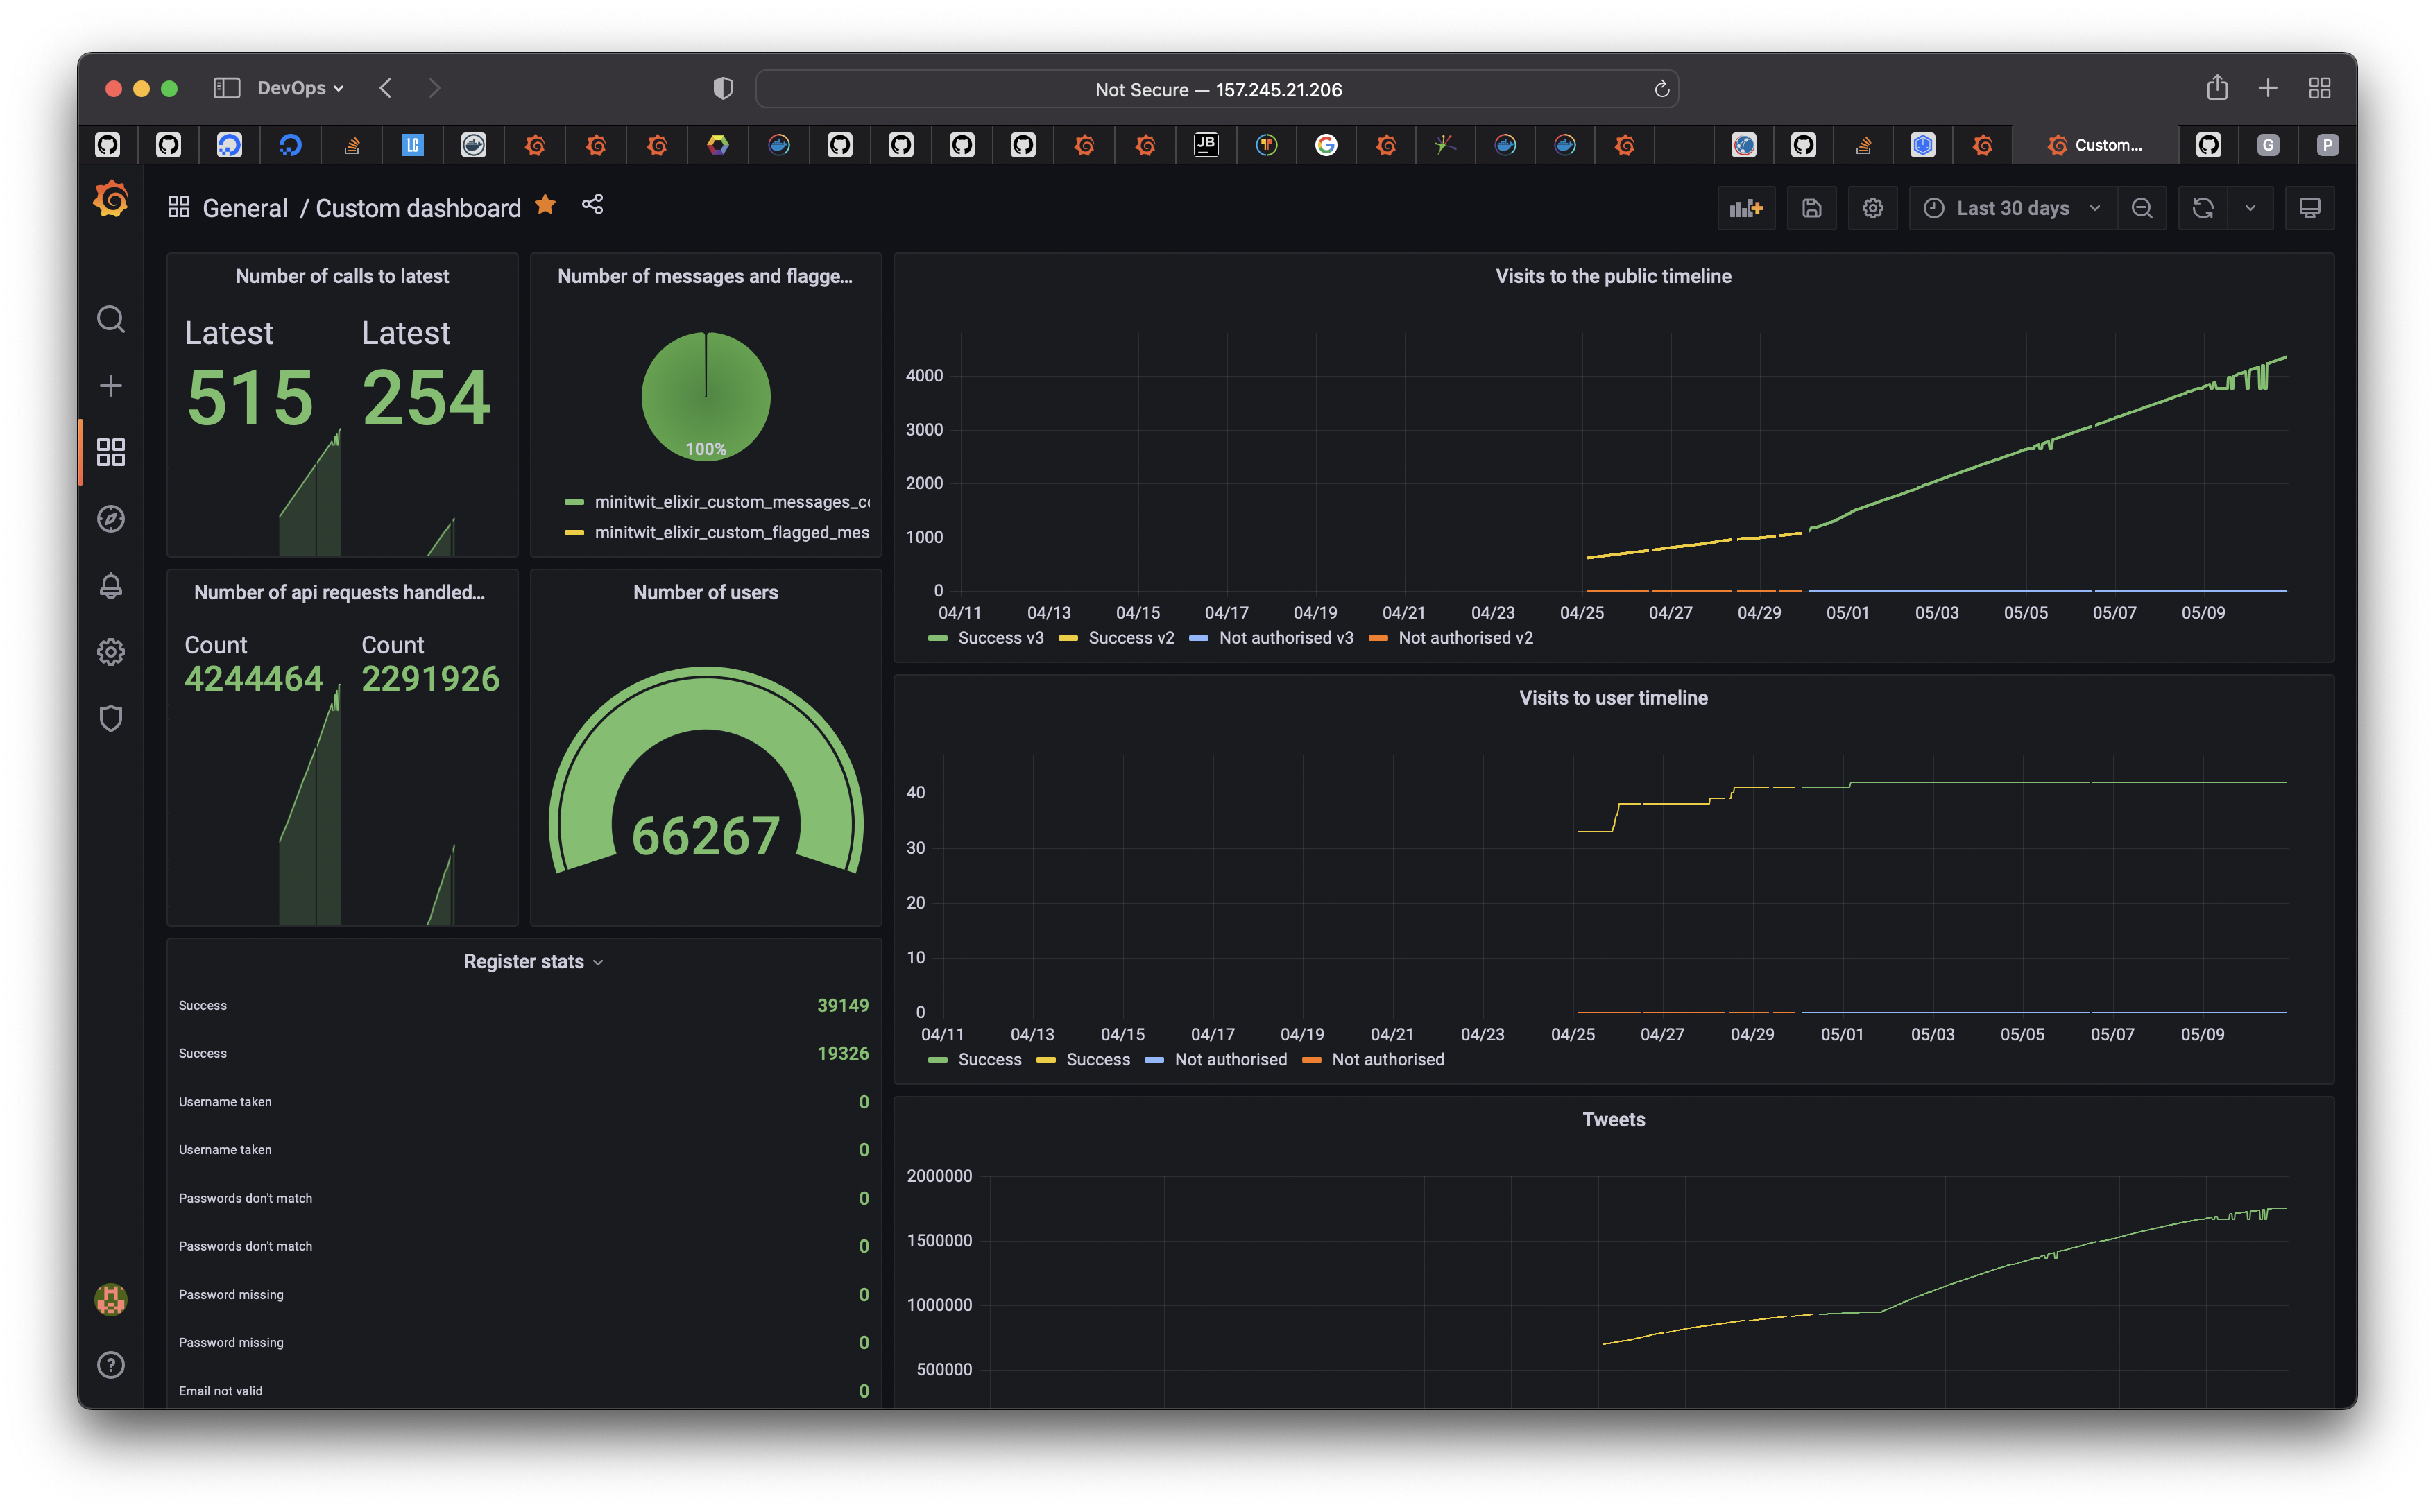 DevOps
Not Secure — 157.245.21.206
LC
JB
G
Custom...
G
P
General / Custom dashboard
Last 30 days
Number of calls to latest
Latest
515
Latest
254
Number of messages and flagge...
100%
minitwit_elixir_custom_messages_c
minitwit_elixir_custom_flagged_mes
Number of api requests handled...
Count
4244464
Count
2291926
Number of users
66267
Register stats
Success 39149
Success 19326
Username taken 0
Username taken 0
Passwords don't match 0
Passwords don't match 0
Password missing 0
Password missing 0
Email not valid 0
Visits to the public timeline
4000
3000
2000
1000
0
04/11 04/13 04/15 04/17 04/19 04/21 04/23 04/25 04/27 04/29 05/01 05/03 05/05 05/07 05/09
Success v3 Success v2 Not authorised v3 Not authorised v2
Visits to user timeline
40
30
20
10
0
04/11 04/13 04/15 04/17 04/19 04/21 04/23 04/25 04/27 04/29 05/01 05/03 05/05 05/07 05/09
Success Success Not authorised Not authorised
Tweets
2000000
1500000
1000000
500000
?